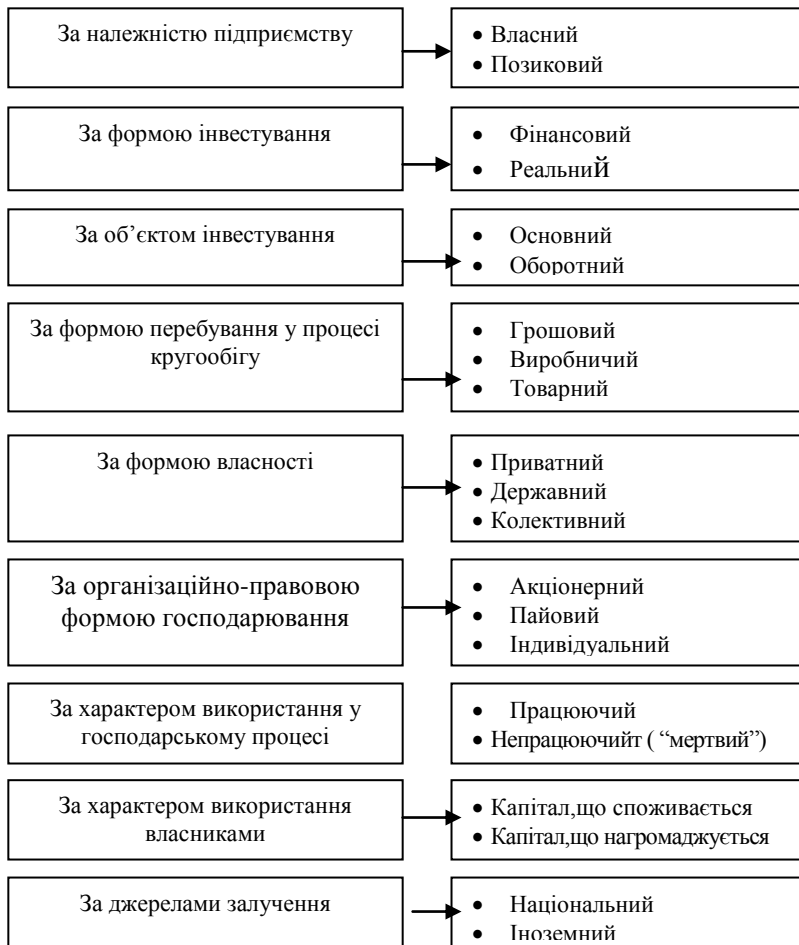 За належністю підприємству
• Власний
• Позиковий
За формою інвестування
• Фінансовий
• РеальниЙ
За об’єктом інвестування
• Основний
• Оборотний
За формою перебування у процесі
кругообігу
• Грошовий
• Виробничий
• Товарний
За формою власності
• Приватний
• Державний
• Колективний
За організаційно-правовою
формою господарювання
• Акціонерний
• Пайовий
• Індивідуальний
За характером використання у
господарському процесі
• Працюючий
• Непрацюючийт ( “мертвий”)
За характером використання
власниками
• Капітал,що споживається
• Капітал,що нагромаджується
За джерелами залучення
• Національний
• Іноземний